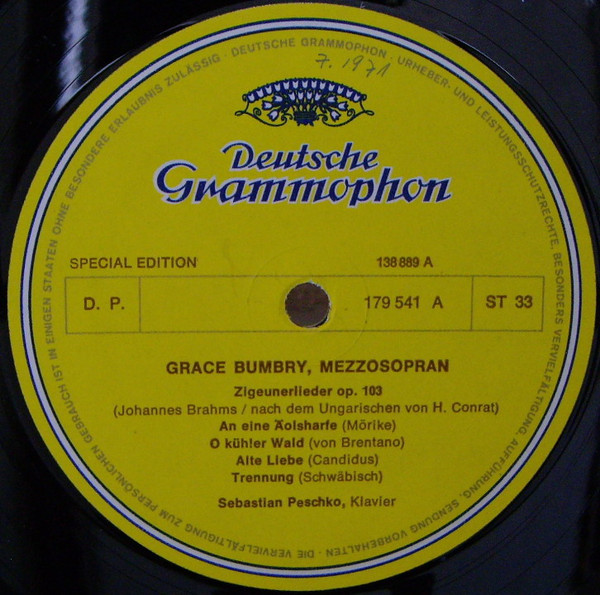 DEUTSCHE GRAMMOPHON · URHEBER- UND LEISTUNGSSCHUTZRECHTE, BESONDERS VERVIELFÄLTIGUNG, AUFFÜHRUNG, SENDUNG VORBEHALTEN · DIE VERVIELFÄLTIGUNG ZUM PERSÖNLICHEN GEBRAUCH IST IN EINIGEN STAATEN OHNE BESONDERE ERLAUBNIS ZULÄSSIG ·
7. 1971
Deutsche
Grammophon
SPECIAL EDITION 138 889 A
D. P. 179 541 A ST 33
GRACE BUMBRY, MEZZOSOPRAN
Zigeunerlieder op. 103
(Johannes Brahms / nach dem Ungarischen von H. Conrat)
An eine Äolsharfe (Mörike)
O kühler Wald (von Brentano)
Alte Liebe (Candidus)
Trennung (Schwäbisch)
Sebastian Peschko, Klavier